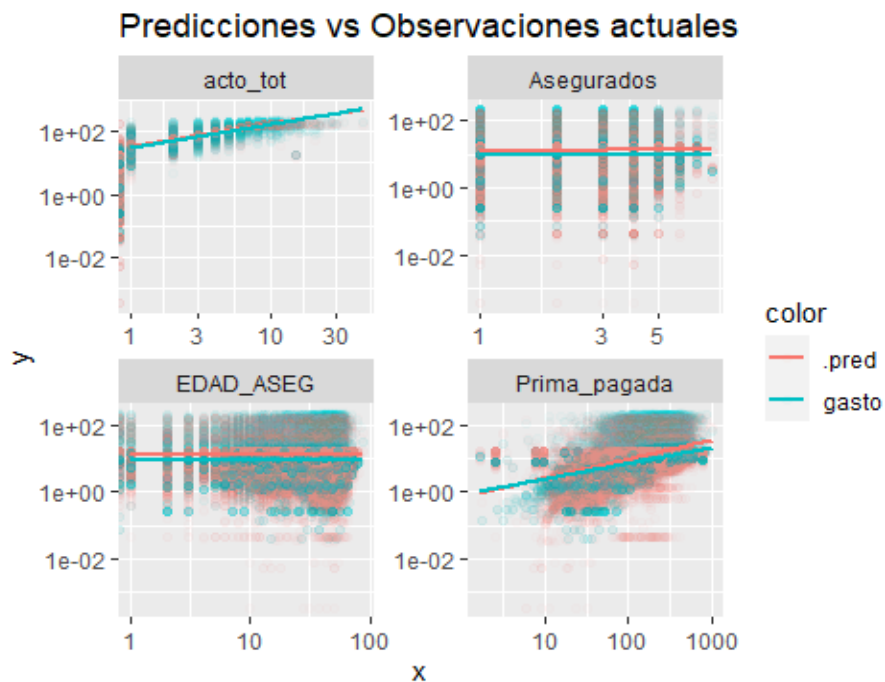 Predicciones vs Observaciones actuales
acto_tot
Asegurados
1e+02
1e+00
1e-02
1 3 10 30
1e+02
1e+00
1e-02
1 3 5
EDAD_ASEG
Prima_pagada
1e+02
1e+00
1e-02
1 10 100
1e+02
1e+00
1e-02
10 100 1000
y
x
color
.pred
gasto